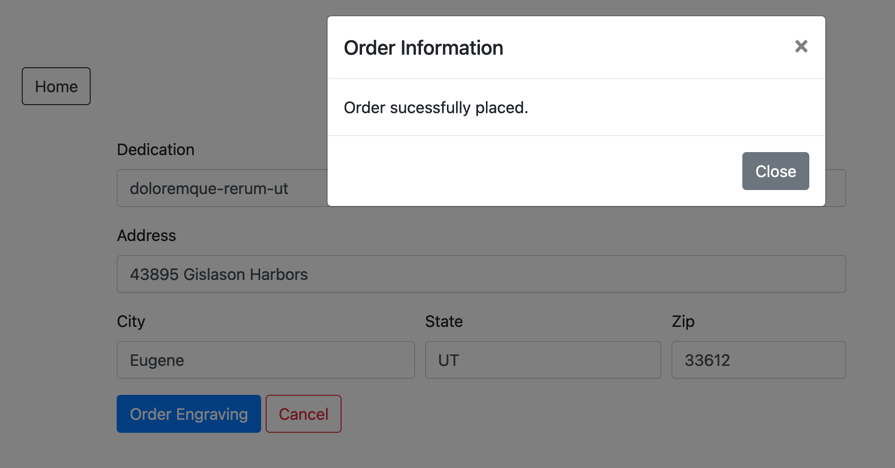 Order Information ×
Home
Order sucessfully placed.
Dedication
Close
doloremque-rerum-ut
Address
43895 Gislason Harbors
City State Zip
Eugene UT 33612
Order Engraving Cancel